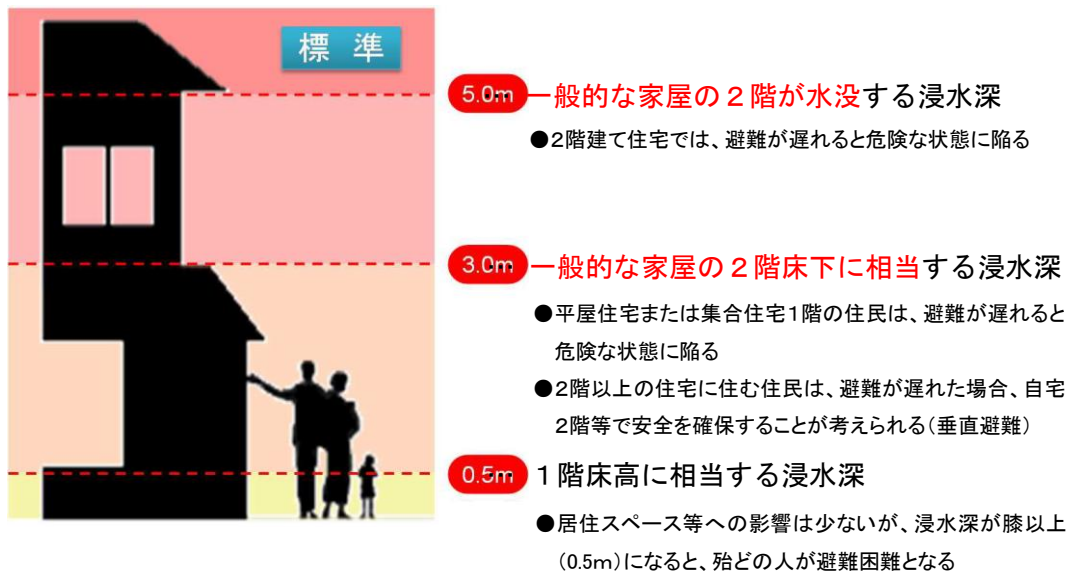 標 準
5.0m 一般的な家屋の２階が水没する浸水深
●2階建て住宅では、避難が遅れると危険な状態に陥る
3.0m 一般的な家屋の２階床下に相当する浸水深
●平屋住宅または集合住宅1階の住民は、避難が遅れると
危険な状態に陥る
●2階以上の住宅に住む住民は、避難が遅れた場合、自宅
2階等で安全を確保することが考えられる（垂直避難）
0.5m １階床高に相当する浸水深
●居住スペース等への影響は少ないが、浸水深が膝以上
（0.5m）になると、殆どの人が避難困難となる